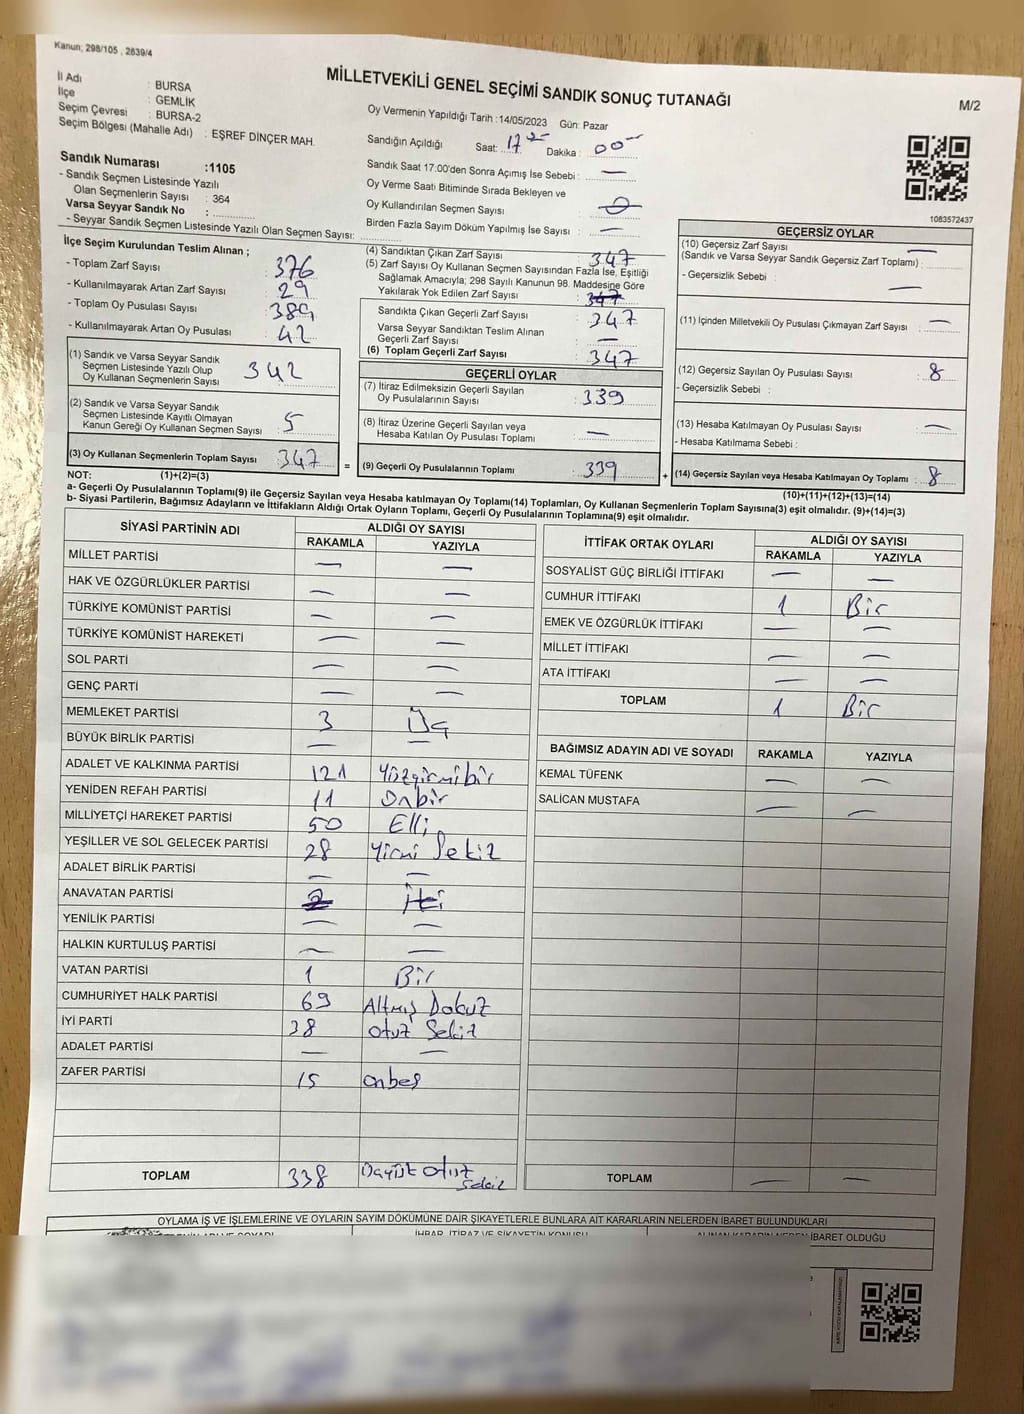 Kanun; 298/105 , 2839/4
MİLLETVEKİLİ GENEL SEÇİMİ SANDIK SONUÇ TUTANAĞI
M/2
İl Adı : BURSA
İlçe : GEMLİK
Seçim Çevresi : BURSA-2
Seçim Bölgesi (Mahalle Adı) : EŞREF DİNÇER MAH.
Sandık Numarası :1105
- Sandık Seçmen Listesinde Yazılı
Olan Seçmenlerin Sayısı : 364
Varsa Seyyar Sandık No :
- Seyyar Sandık Seçmen Listesinde Yazılı Olan Seçmen Sayısı:
Oy Vermenin Yapıldığı Tarih :14/05/2023 Gün: Pazar
Sandığın Açıldığı Saat: 17 Dakika : 00
Sandık Saat 17.00'den Sonra Açımış İse Sebebi : —
Oy Verme Saati Bitiminde Sırada Bekleyen ve
Oy Kullandırılan Seçmen Sayısı : 0
Birden Fazla Sayım Döküm Yapılmış İse Sayısı : —
1083572437
İlçe Seçim Kurulundan Teslim Alınan ;
- Toplam Zarf Sayısı : 376
- Kullanılmayarak Artan Zarf Sayısı : 29
- Toplam Oy Pusulası Sayısı : 389
- Kullanılmayarak Artan Oy Pusulası : 42
(1) Sandık ve Varsa Seyyar Sandık
Seçmen Listesinde Yazılı Olup
Oy Kullanan Seçmenlerin Sayısı : 342
(2) Sandık ve Varsa Seyyar Sandık
Seçmen Listesinde Kayıtlı Olmayan
Kanun Gereği Oy Kullanan Seçmen Sayısı : 5
(3) Oy Kullanan Seçmenlerin Toplam Sayısı : 347
(4) Sandıktan Çıkan Zarf Sayısı : 347
(5) Zarf Sayısı Oy Kullanan Seçmen Sayısından Fazla İse, Eşitliği
Sağlamak Amacıyla; 298 Sayılı Kanunun 98. Maddesine Göre
Yakılarak Yok Edilen Zarf Sayısı : 347
Sandıkta Çıkan Geçerli Zarf Sayısı : 347
Varsa Seyyar Sandıktan Teslim Alınan
Geçerli Zarf Sayısı : —
(6) Toplam Geçerli Zarf Sayısı : 347
GEÇERLİ OYLAR
(7) İtiraz Edilmeksizin Geçerli Sayılan
Oy Pusulalarının Sayısı : 339
(8) İtiraz Üzerine Geçerli Sayılan veya
Hesaba Katılan Oy Pusulası Toplamı : —
= (9) Geçerli Oy Pusulalarının Toplamı : 339
GEÇERSİZ OYLAR
(10) Geçersiz Zarf Sayısı
(Sandık ve Varsa Seyyar Sandık Geçersiz Zarf Toplamı) : —
- Geçersizlik Sebebi : —
(11) İçinden Milletvekili Oy Pusulası Çıkmayan Zarf Sayısı : —
(12) Geçersiz Sayılan Oy Pusulası Sayısı : 8
- Geçersizlik Sebebi :
(13) Hesaba Katılmayan Oy Pusulası Sayısı : —
- Hesaba Katılmama Sebebi :
+ (14) Geçersiz Sayılan veya Hesaba Katılmayan Oy Toplamı : 8
NOT: (1)+(2)=(3)
(10)+(11)+(12)+(13)=(14)
a- Geçerli Oy Pusulalarının Toplamı(9) ile Geçersiz Sayılan veya Hesaba katılmayan Oy Toplamı(14) Toplamları, Oy Kullanan Seçmenlerin Toplam Sayısına(3) eşit olmalıdır. (9)+(14)=(3)
b- Siyasi Partilerin, Bağımsız Adayların ve İttifakların Aldığı Ortak Oyların Toplamı, Geçerli Oy Pusulalarının Toplamına(9) eşit olmalıdır.
SİYASİ PARTİNİN ADI ALDIĞI OY SAYISI
RAKAMLA YAZIYLA
MİLLET PARTİSİ — —
HAK VE ÖZGÜRLÜKLER PARTİSİ — —
TÜRKİYE KOMÜNİST PARTİSİ — —
TÜRKİYE KOMÜNİST HAREKETİ — —
SOL PARTİ — —
GENÇ PARTİ — —
MEMLEKET PARTİSİ 3 Üç
BÜYÜK BİRLİK PARTİSİ — —
ADALET VE KALKINMA PARTİSİ 121 Yüzyirmibir
YENİDEN REFAH PARTİSİ 11 Onbir
MİLLİYETÇİ HAREKET PARTİSİ 50 Elli
YEŞİLLER VE SOL GELECEK PARTİSİ 28 Yirmi Sekiz
ADALET BİRLİK PARTİSİ — —
ANAVATAN PARTİSİ 2 İki
YENİLİK PARTİSİ — —
HALKIN KURTULUŞ PARTİSİ — —
VATAN PARTİSİ 1 Bir
CUMHURİYET HALK PARTİSİ 69 Altmış Dokuz
İYİ PARTİ 38 Otuz Sekiz
ADALET PARTİSİ — —
ZAFER PARTİSİ 15 onbeş
TOPLAM 338 Otuz
Sekiz
İTTİFAK ORTAK OYLARI ALDIĞI OY SAYISI
RAKAMLA YAZIYLA
SOSYALİST GÜÇ BİRLİĞİ İTTİFAKI — —
CUMHUR İTTİFAKI 1 Bir
EMEK VE ÖZGÜRLÜK İTTİFAKI — —
MİLLET İTTİFAKI — —
ATA İTTİFAKI — —
TOPLAM 1 Bir
BAĞIMSIZ ADAYIN ADI VE SOYADI RAKAMLA YAZIYLA
KEMAL TÜFENK — —
SALİCAN MUSTAFA — —
TOPLAM — —
OYLAMA İŞ VE İŞLEMLERİNE VE OYLARIN SAYIM DÖKÜMÜNE DAİR ŞİKAYETLERLE BUNLARA AİT KARARLARIN NELERDEN İBARET BULUNDUKLARI
İHBAR, İTİRAZ VE ŞİKAYETİN KONUSU
ALINAN KARARIN NEDEN İBARET OLDUĞU